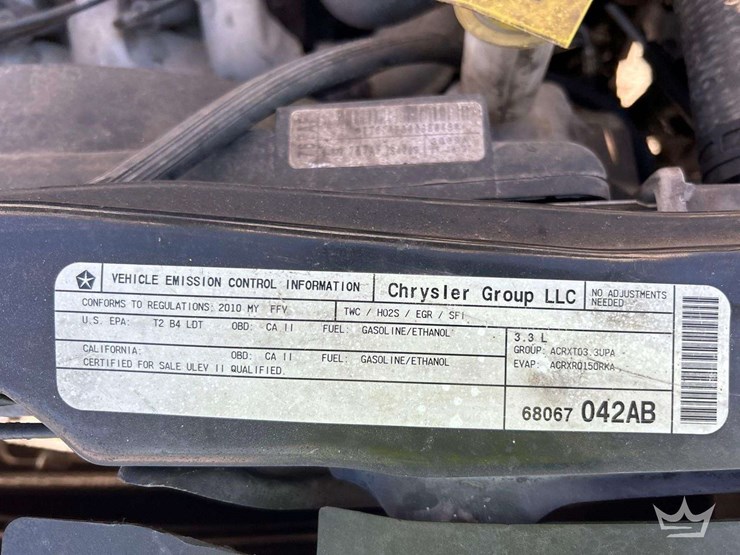 VEHICLE EMISSION CONTROL INFORMATION
Chrysler Group LLC
NO ADJUSTMENTS
NEEDED.
CONFORMS TO REGULATIONS: 2010 MY FFV
TWC / HO2S / EGR / SFI
U.S. EPA: T2 B4 LDT OBD: CA II FUEL: GASOLINE/ETHANOL
CALIFORNIA: OBD: CA II FUEL: GASOLINE/ETHANOL
CERTIFIED FOR SALE ULEV II QUALIFIED.
3.3 L
GROUP: ACRXT03.3UPA
EVAP: ACRXR0150RKA
68067 042AB